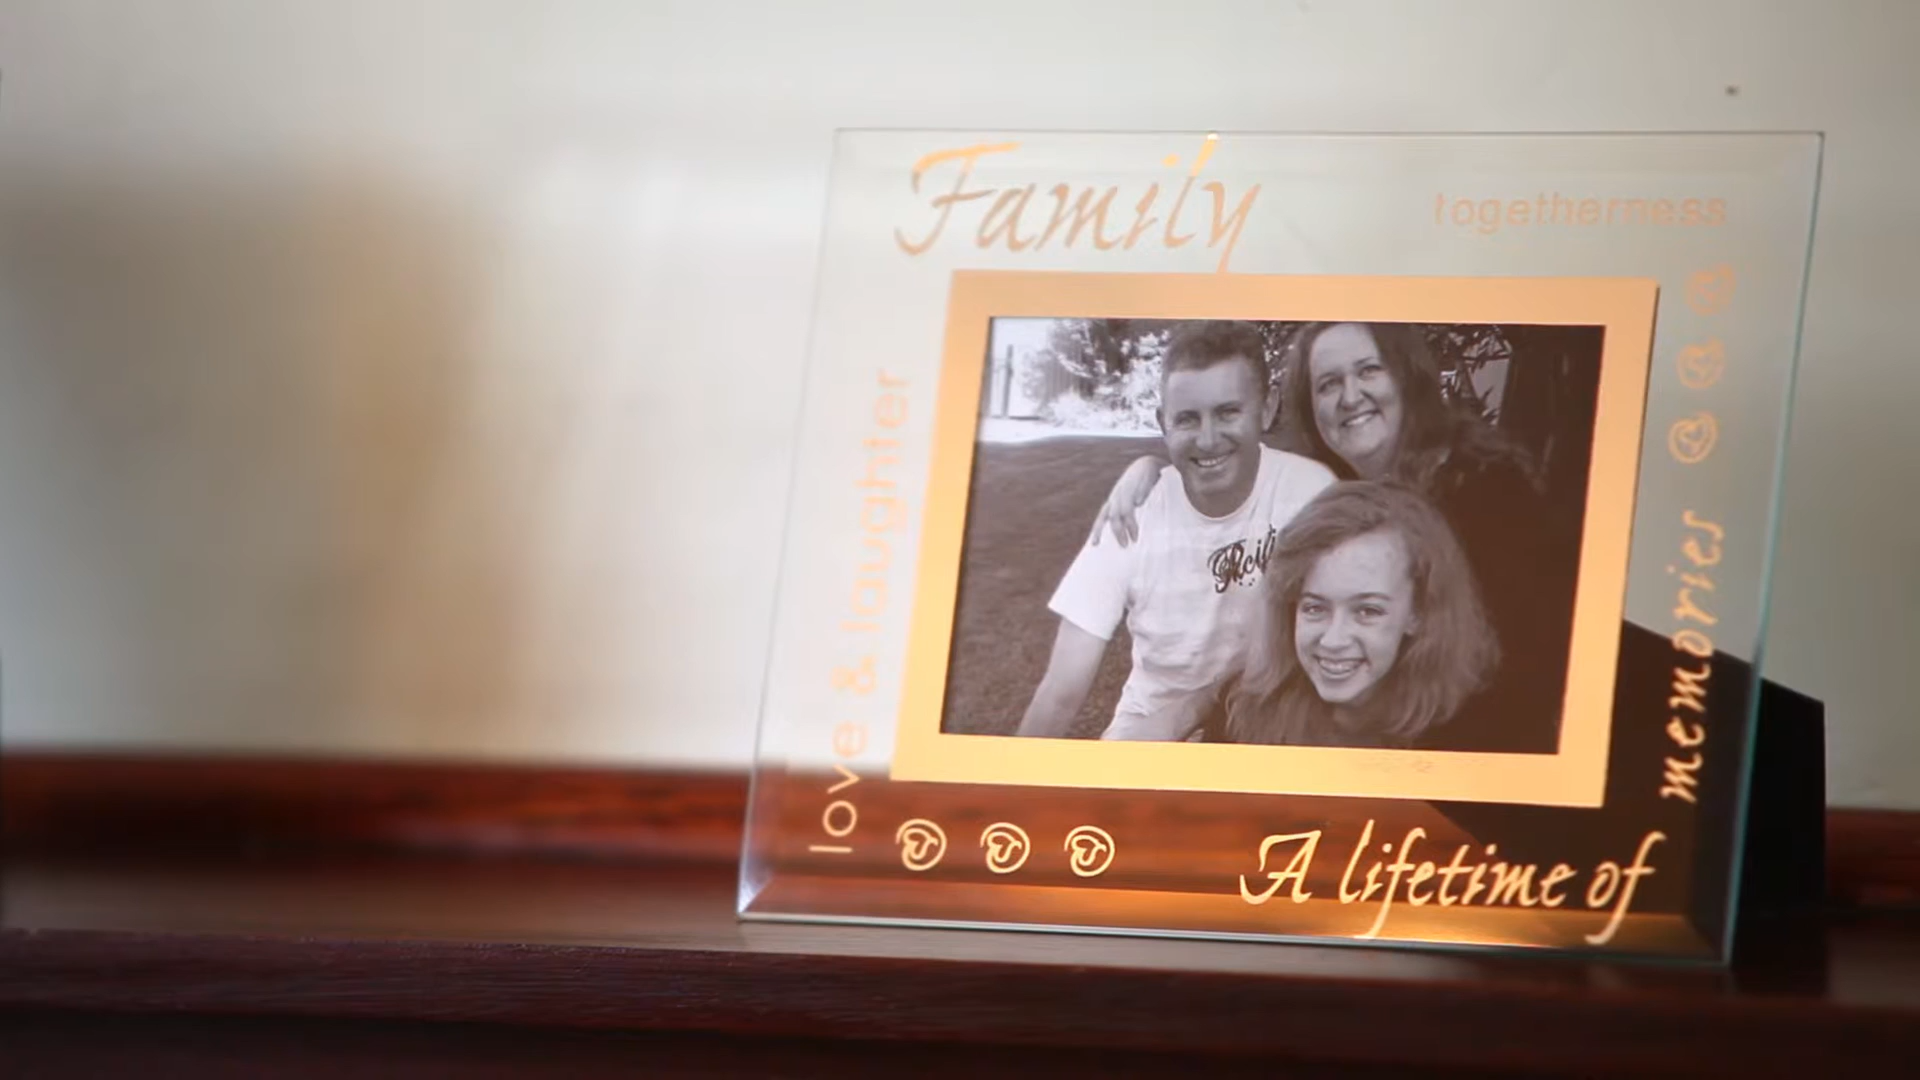 Family
togetherness
love & laughter
memories
A lifetime of